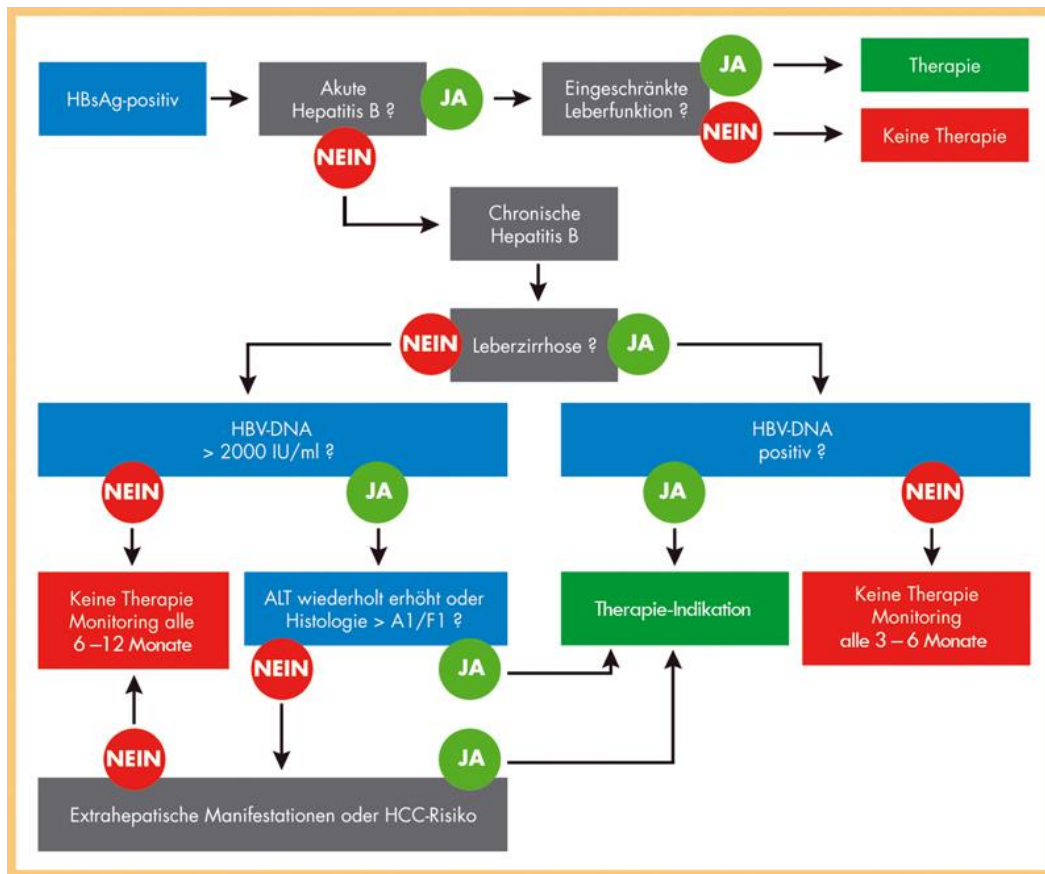 HBsAg-positiv
Akute
Hepatitis B ?
JA
NEIN
Eingeschränkte
Leberfunktion ?
JA
NEIN
Therapie
Keine Therapie
Chronische
Hepatitis B
NEIN
Leberzirrhose ?
JA
HBV-DNA
> 2000 IU/ml ?
NEIN
JA
HBV-DNA
positiv ?
JA
NEIN
Keine Therapie
Monitoring alle
6 – 12 Monate
ALT wiederholt erhöht oder
Histologie > A1/F1 ?
NEIN
JA
Therapie-Indikation
Keine Therapie
Monitoring
alle 3 – 6 Monate
NEIN
JA
Extrahepatische Manifestationen oder HCC-Risiko